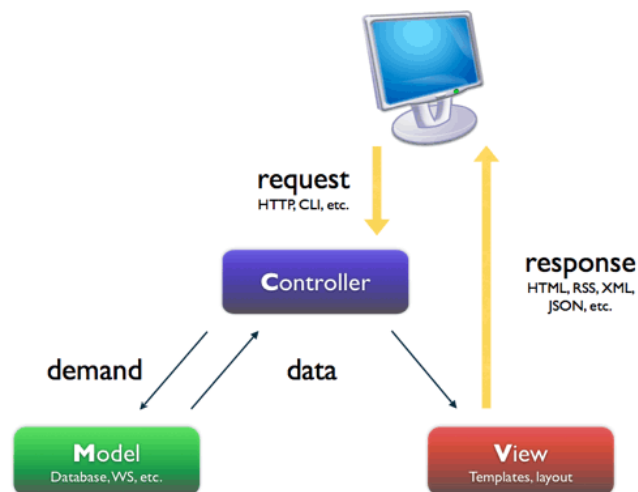 request
HTTP, CLI, etc.
Controller
response
HTML, RSS, XML,
JSON, etc.
demand
data
Model
Database, WS, etc.
View
Templates, layout